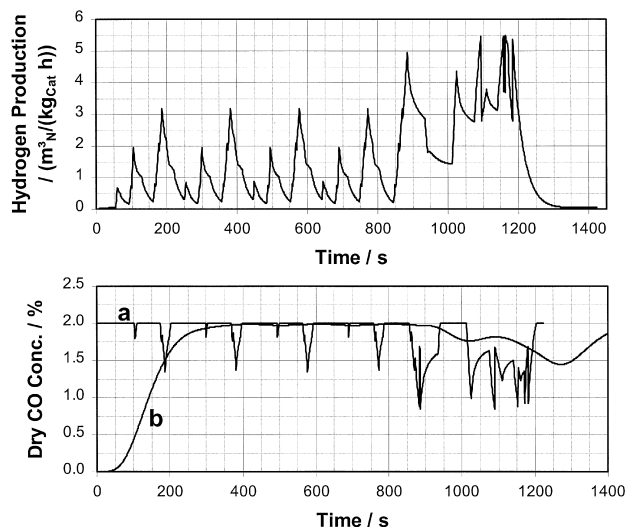 Hydrogen Production
/ (m³N/(kgCat h))
6
5
4
3
2
1
0
0 200 400 600 800 1000 1200 1400
Time / s
Dry CO Conc. / %
2.5
2.0
1.5
1.0
0.5
0.0
a
b
0 200 400 600 800 1000 1200 1400
Time / s